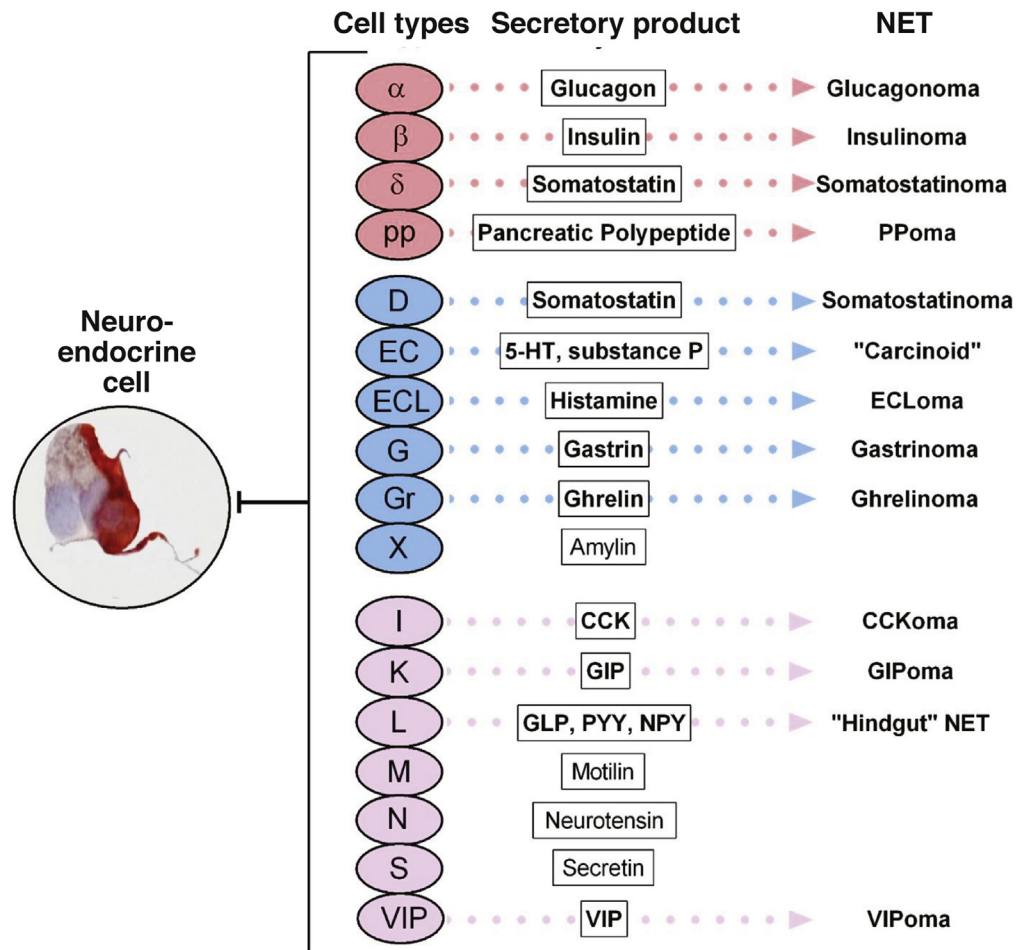 Cell types Secretory product NET
α Glucagon Glucagonoma
β Insulin Insulinoma
δ Somatostatin Somatostatinoma
pp Pancreatic Polypeptide PPoma
D Somatostatin Somatostatinoma
Neuro-
endocrine
cell
EC 5-HT, substance P "Carcinoid"
ECL Histamine ECLoma
G Gastrin Gastrinoma
Gr Ghrelin Ghrelinoma
X Amylin
I CCK CCKoma
K GIP GIPoma
L GLP, PYY, NPY "Hindgut" NET
M Motilin
N Neurotensin
S Secretin
VIP VIP VIPoma